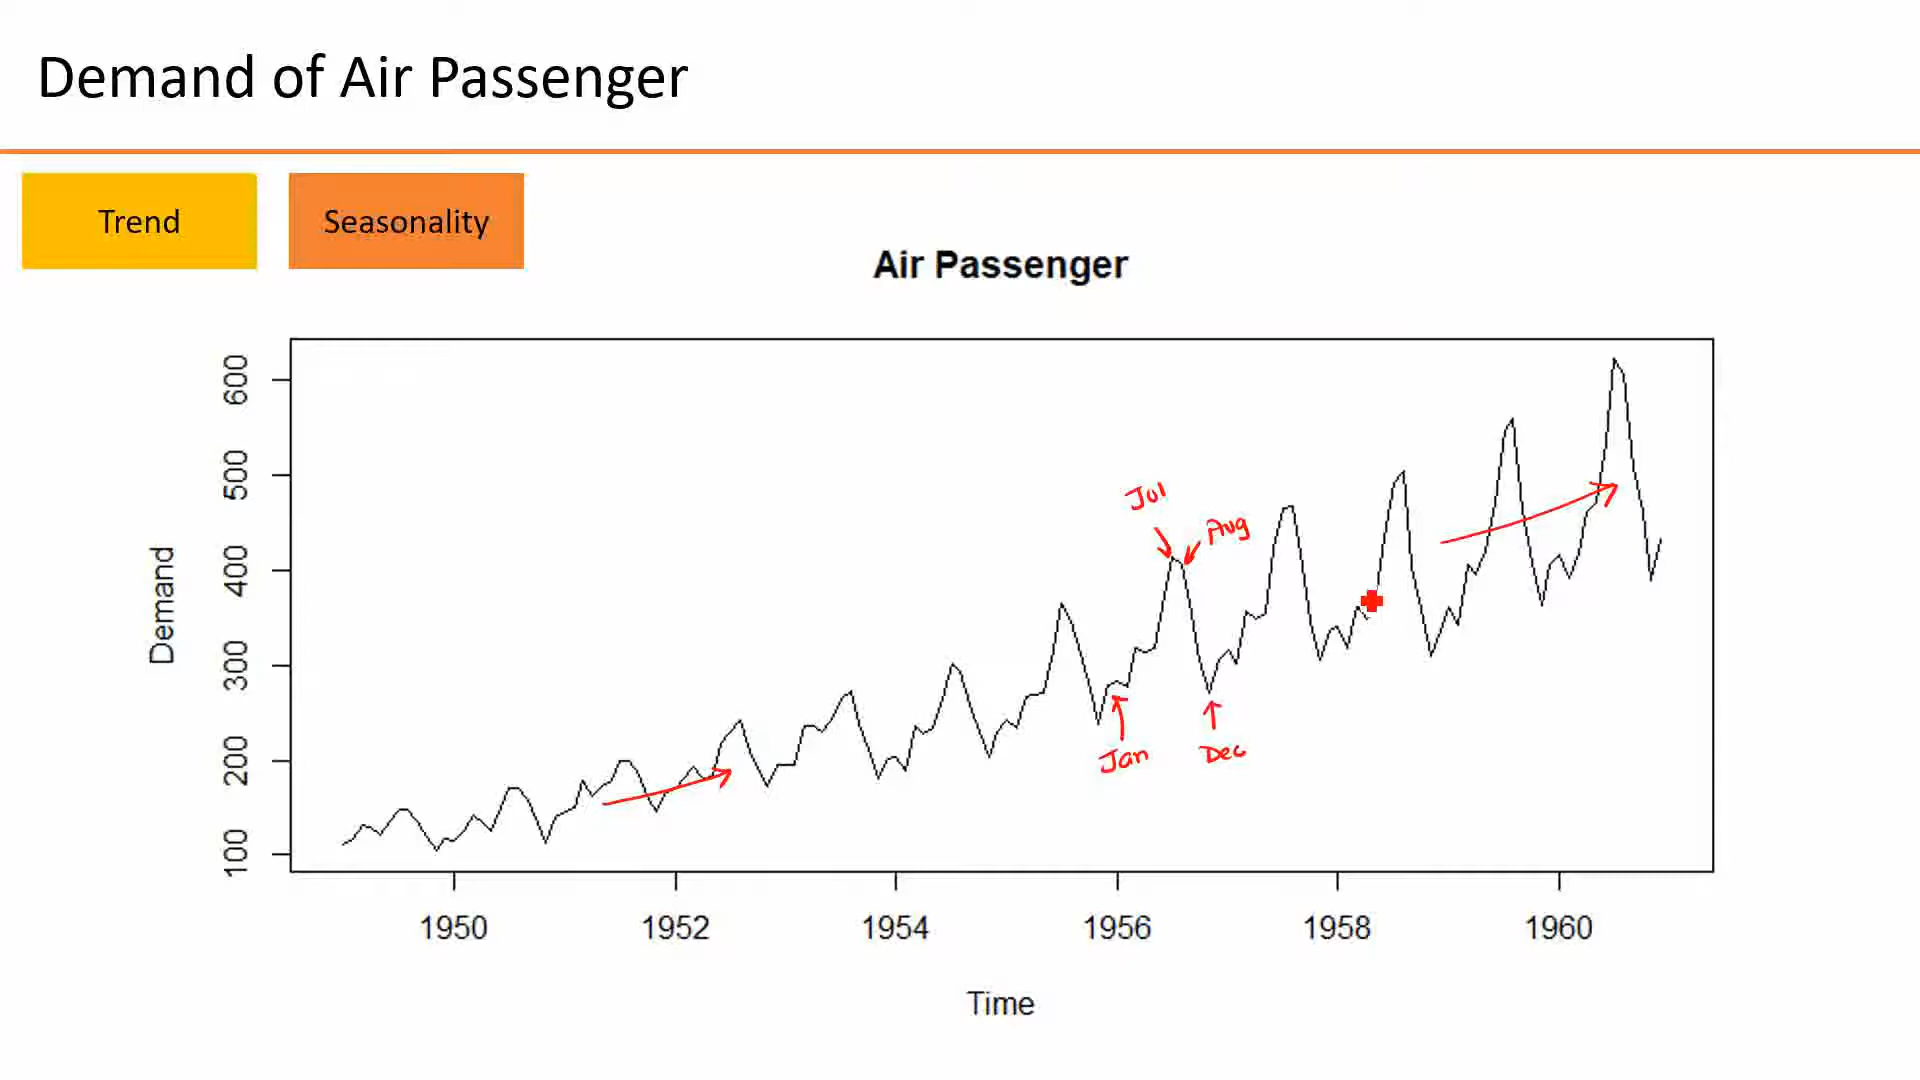 Demand of Air Passenger
Trend
Seasonality
Air Passenger
600
500
400
300
200
100
Demand
Jul
Aug
Jan
Dec
1950 1952 1954 1956 1958 1960
Time